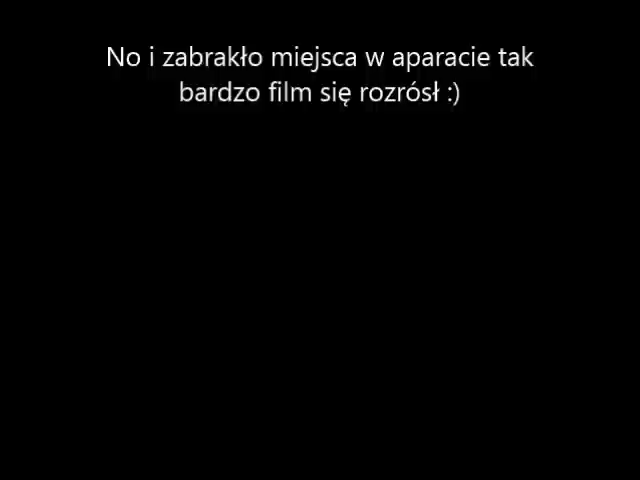 No i zabrakło miejsca w aparacie tak
bardzo film się rozrósł :)